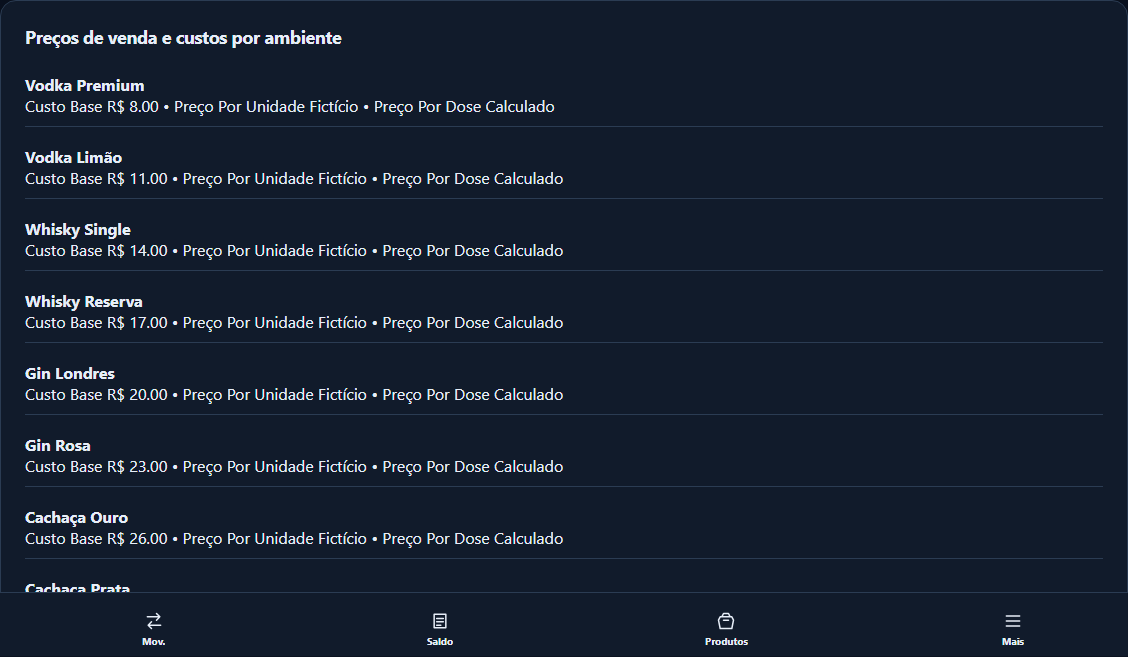 Preços de venda e custos por ambiente
Vodka Premium
Custo Base R$ 8.00 • Preço Por Unidade Fictício • Preço Por Dose Calculado
Vodka Limão
Custo Base R$ 11.00 • Preço Por Unidade Fictício • Preço Por Dose Calculado
Whisky Single
Custo Base R$ 14.00 • Preço Por Unidade Fictício • Preço Por Dose Calculado
Whisky Reserva
Custo Base R$ 17.00 • Preço Por Unidade Fictício • Preço Por Dose Calculado
Gin Londres
Custo Base R$ 20.00 • Preço Por Unidade Fictício • Preço Por Dose Calculado
Gin Rosa
Custo Base R$ 23.00 • Preço Por Unidade Fictício • Preço Por Dose Calculado
Cachaça Ouro
Custo Base R$ 26.00 • Preço Por Unidade Fictício • Preço Por Dose Calculado
Cachaça Prata
Mov.
Saldo
Produtos
Mais